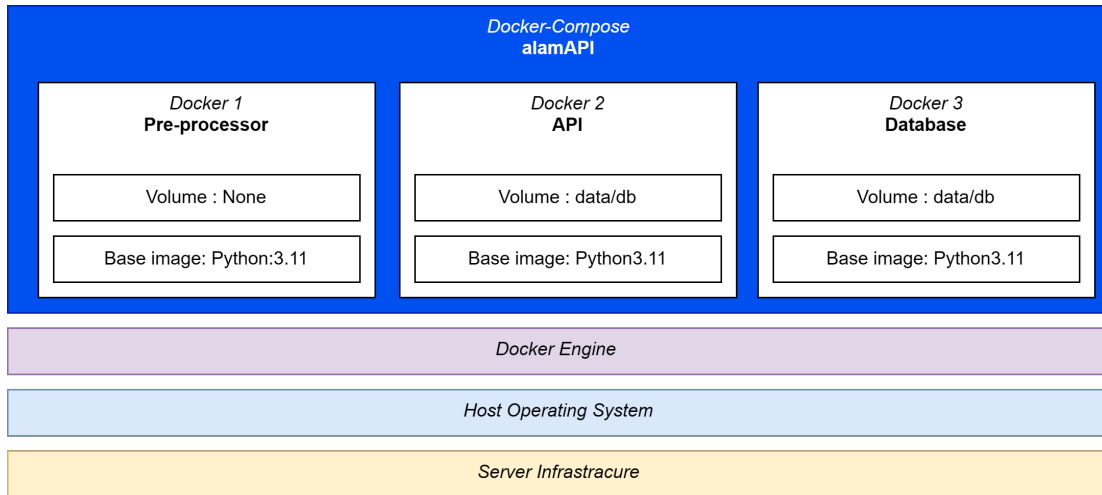 Docker-Compose
alamAPI
Docker 1
Pre-processor
Volume : None
Base image: Python:3.11
Docker 2
API
Volume : data/db
Base image: Python3.11
Docker 3
Database
Volume : data/db
Base image: Python3.11
Docker Engine
Host Operating System
Server Infrastracure